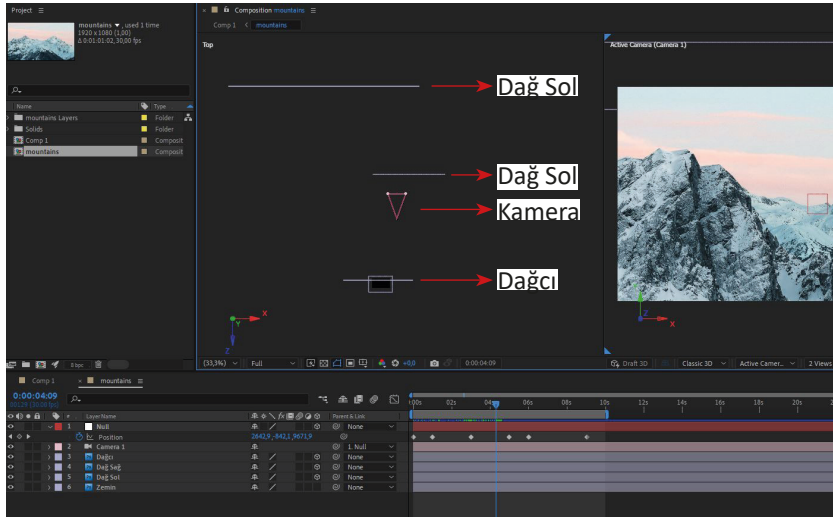 Project
Composition mountains
mountains ▼ , used 1 time
1920 x 1080 (1,00)
Δ 0:01:01:02, 30,00 fps
Comp 1 < mountains
Top
Active Camera (Camera 1)
Dağ Sol
Name Type
mountains Layers Folder
Solids Folder
Comp 1 Composit
mountains Composit
Dağ Sol
Kamera
Dağcı
X
Y
Z
Z
X
8 bpc
(33,3%) Full +0,0 0:00:04:09
Draft 3D Classic 3D Active Camer... 2 Views
Comp 1 mountains
0:00:04:09
# Layer Name Parent & Link
02s 04s 06s 08s 10s 12s 14s 16s 18s 20s
1 Null None
Position 2642,9,-842,1,9671,9
2 Camera 1 1. Null
3 Dağcı None
4 Dağ Sağ None
5 Dağ Sol None
6 Zemin None